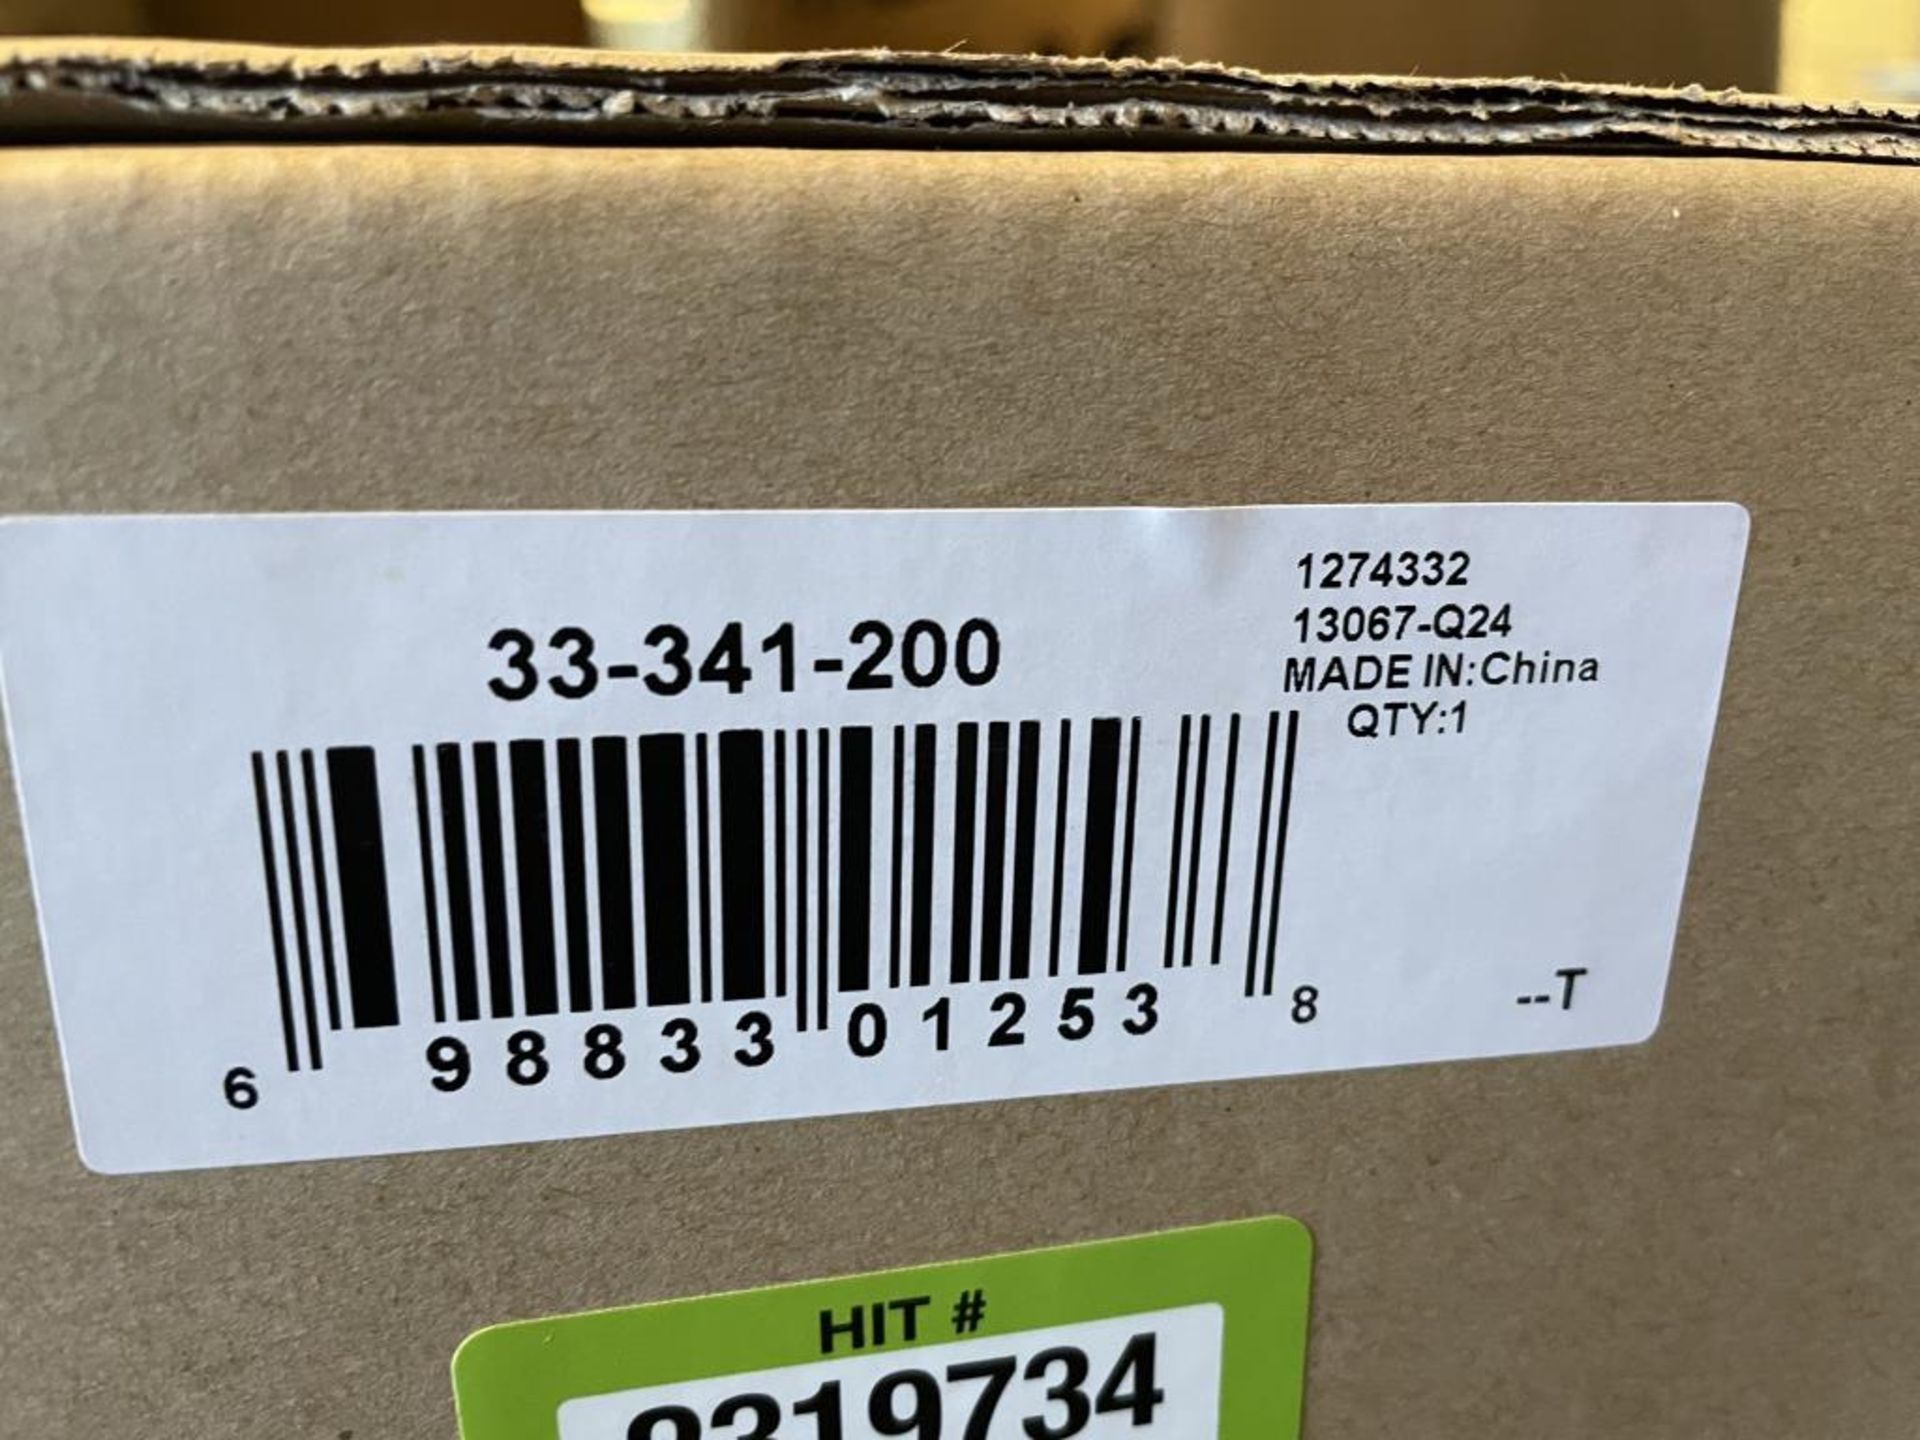 33-341-200
1274332
13067-Q24
MADE IN:China
QTY:1
6 98833 01253 8
--T
HIT #